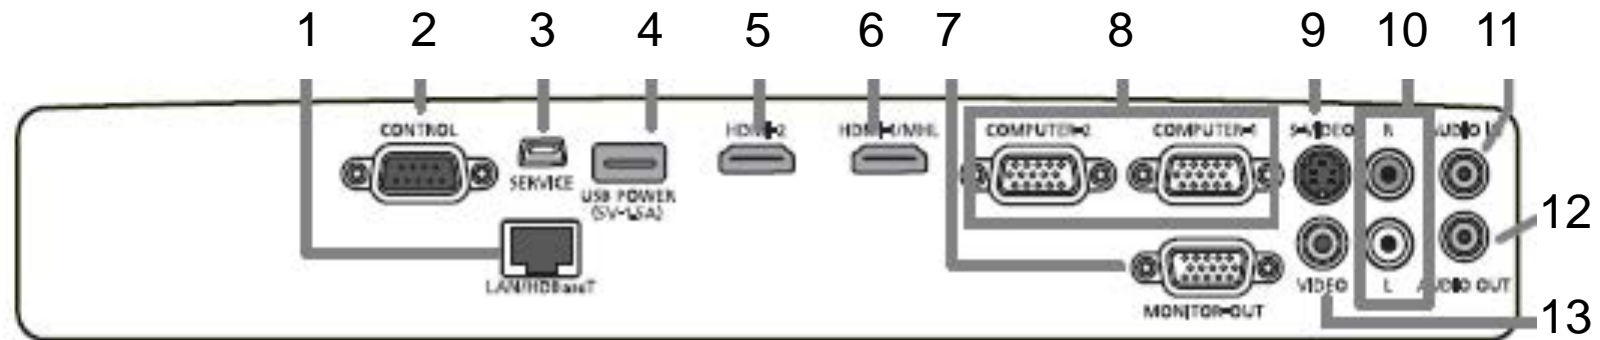 1 2 3 4 5 6 7 8 9 10 11
CONTROL HDMI-2 HDMI-1/MHL COMPUTER-2 COMPUTER-1 S-VIDEO R AUDIO IN
SERVICE
USB POWER
(5V⎓1.5A)
12
LAN/HDBaseT VIDEO L AUDIO OUT
MONITOR-OUT
13